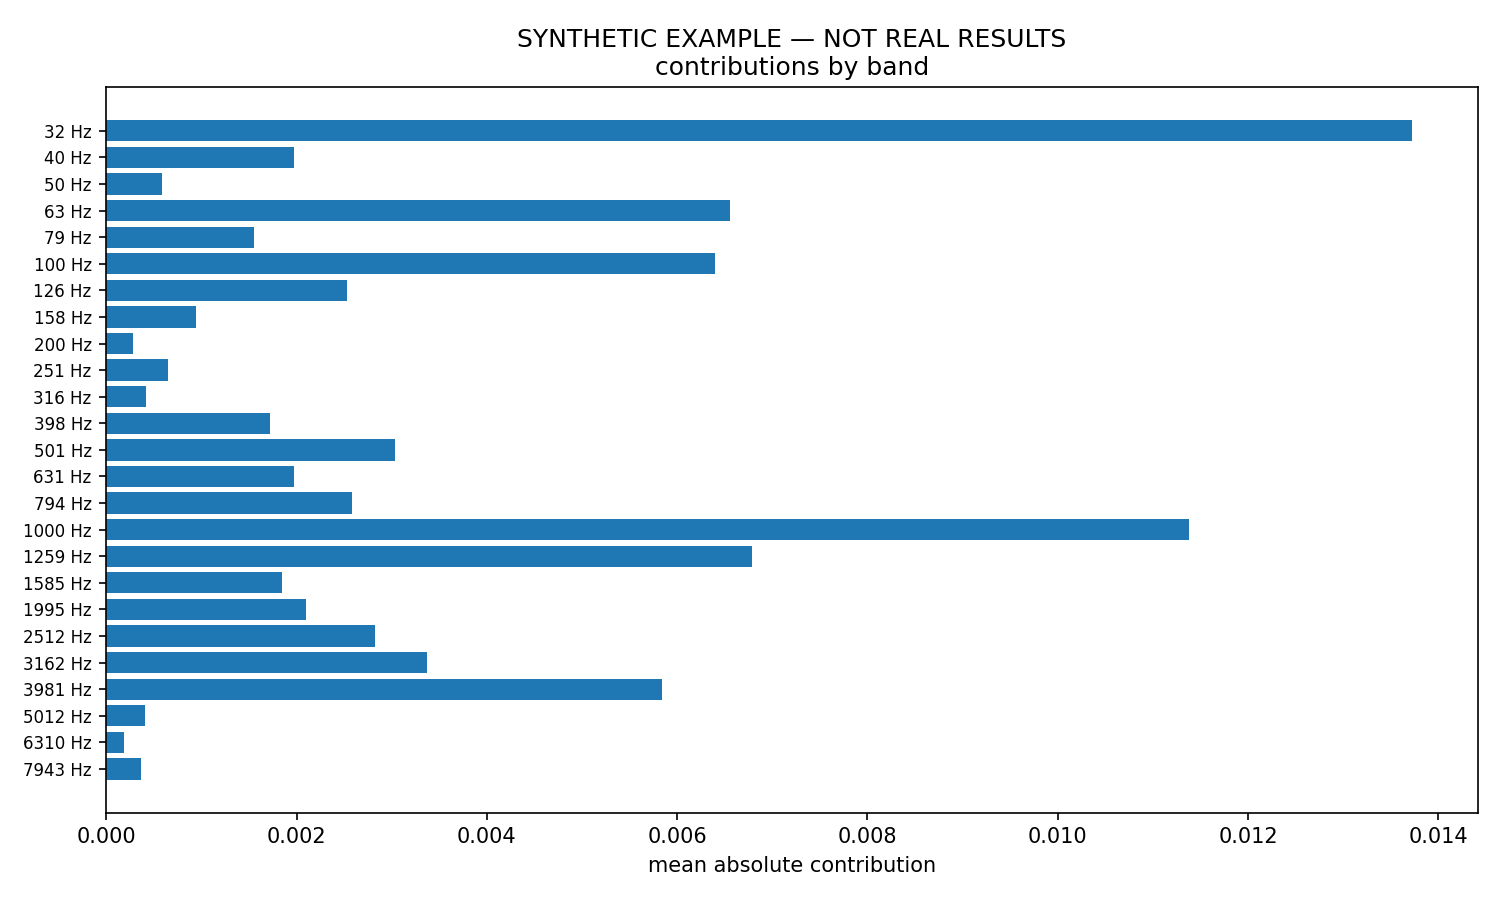 SYNTHETIC EXAMPLE — NOT REAL RESULTS
contributions by band
32 Hz
40 Hz
50 Hz
63 Hz
79 Hz
100 Hz
126 Hz
158 Hz
200 Hz
251 Hz
316 Hz
398 Hz
501 Hz
631 Hz
794 Hz
1000 Hz
1259 Hz
1585 Hz
1995 Hz
2512 Hz
3162 Hz
3981 Hz
5012 Hz
6310 Hz
7943 Hz
0.000 0.002 0.004 0.006 0.008 0.010 0.012 0.014
mean absolute contribution